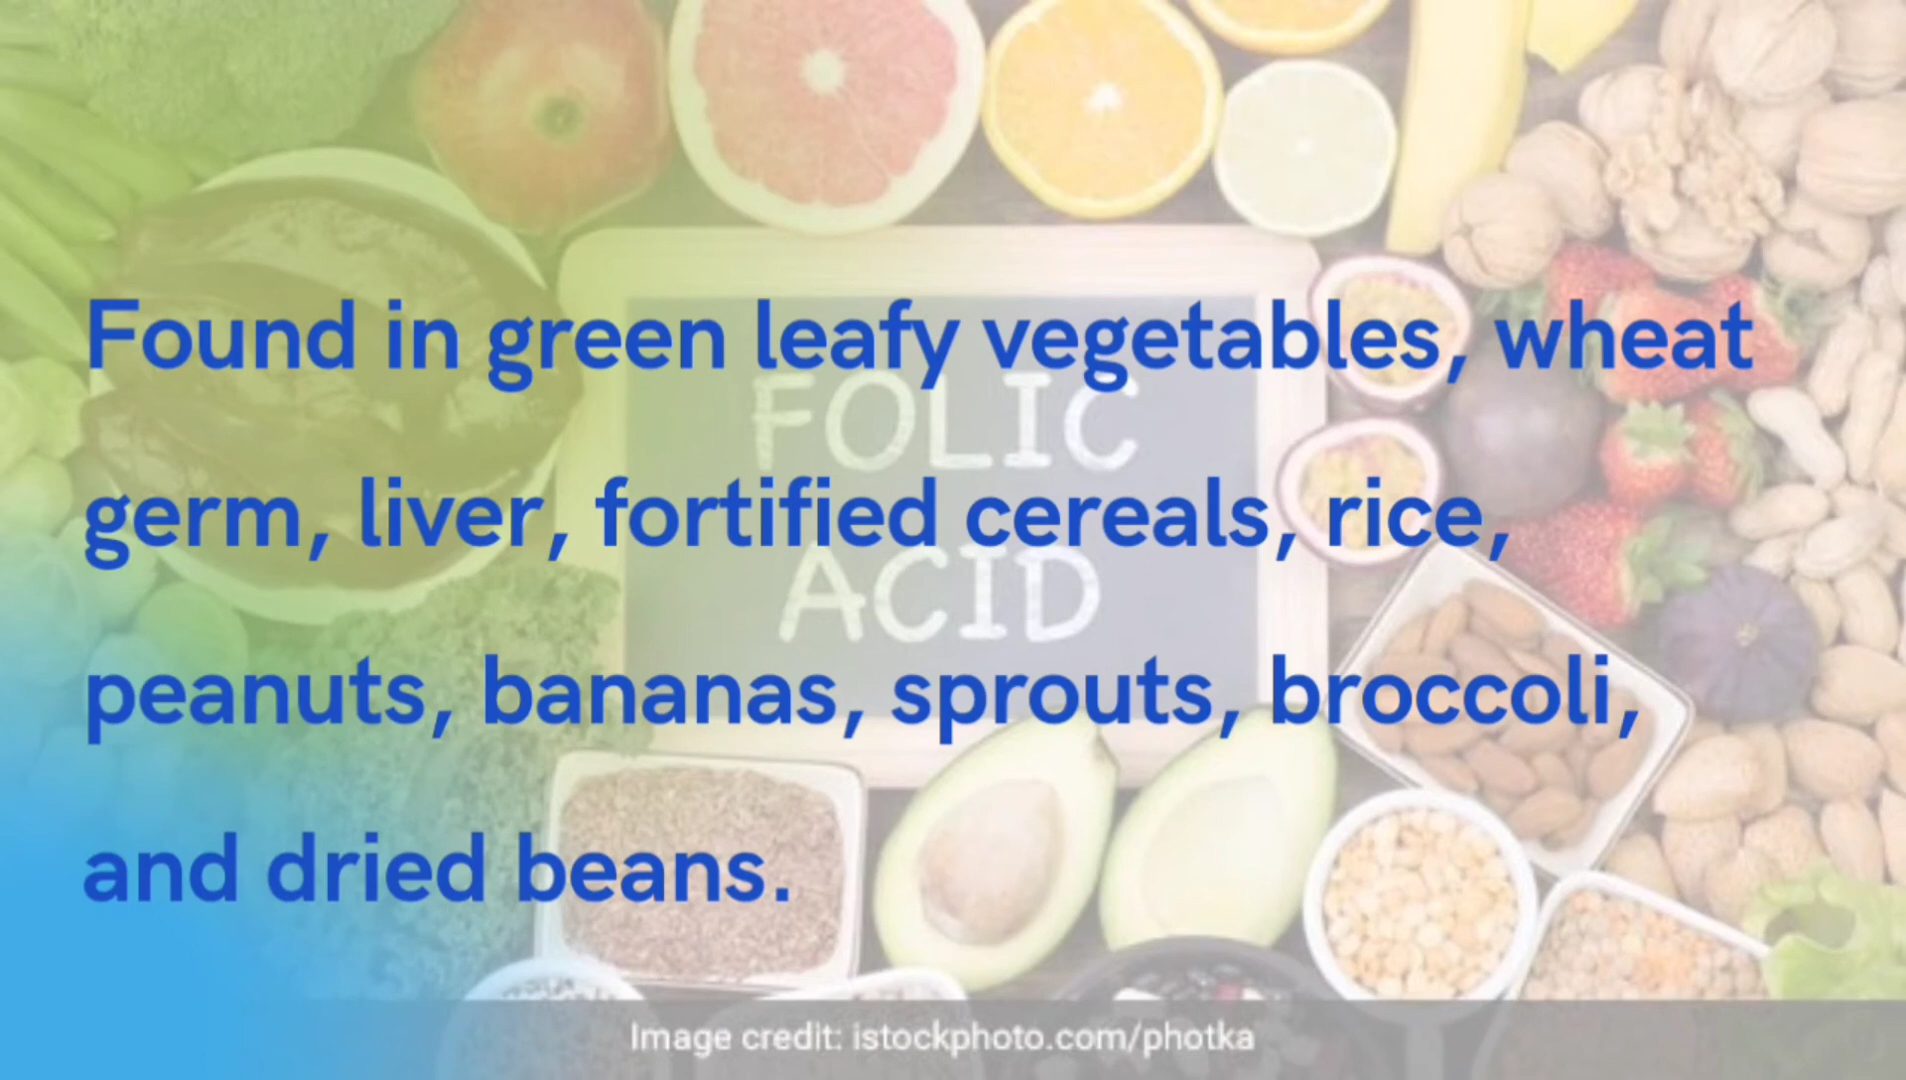 Found in green leafy vegetables, wheat
FOLIC
germ, liver, fortified cereals, rice,
ACID
peanuts, bananas, sprouts, broccoli,
and dried beans.
Image credit: istockphoto.com/photka